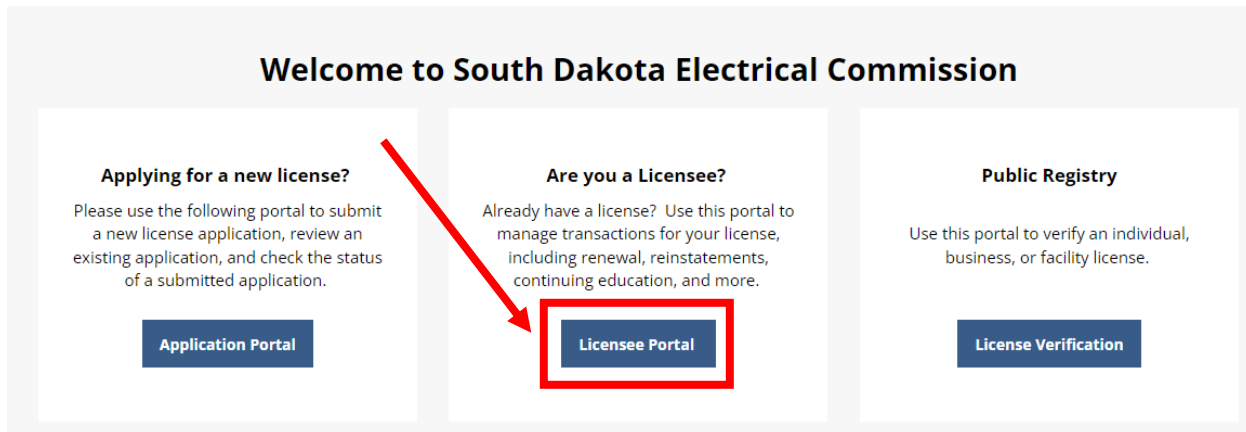 Welcome to South Dakota Electrical Commission
Applying for a new license?
Please use the following portal to submit
a new license application, review an
existing application, and check the status
of a submitted application.
Application Portal
Are you a Licensee?
Already have a license?  Use this portal to
manage transactions for your license,
including renewal, reinstatements,
continuing education, and more.
Licensee Portal
Public Registry
Use this portal to verify an individual,
business, or facility license.
License Verification